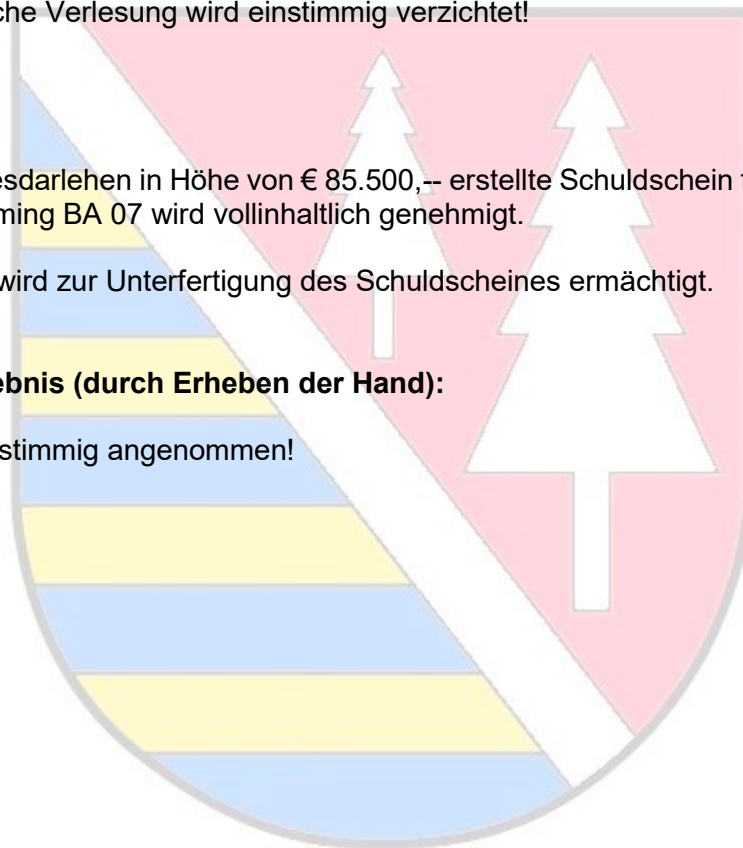 che Verlesung wird einstimmig verzichtet!
esdarlehen in Höhe von € 85.500,-- erstellte Schuldschein
ming BA 07 wird vollinhaltlich genehmigt.
wird zur Unterfertigung des Schuldscheines ermächtigt.
ebnis (durch Erheben der Hand):
stimmig angenommen!